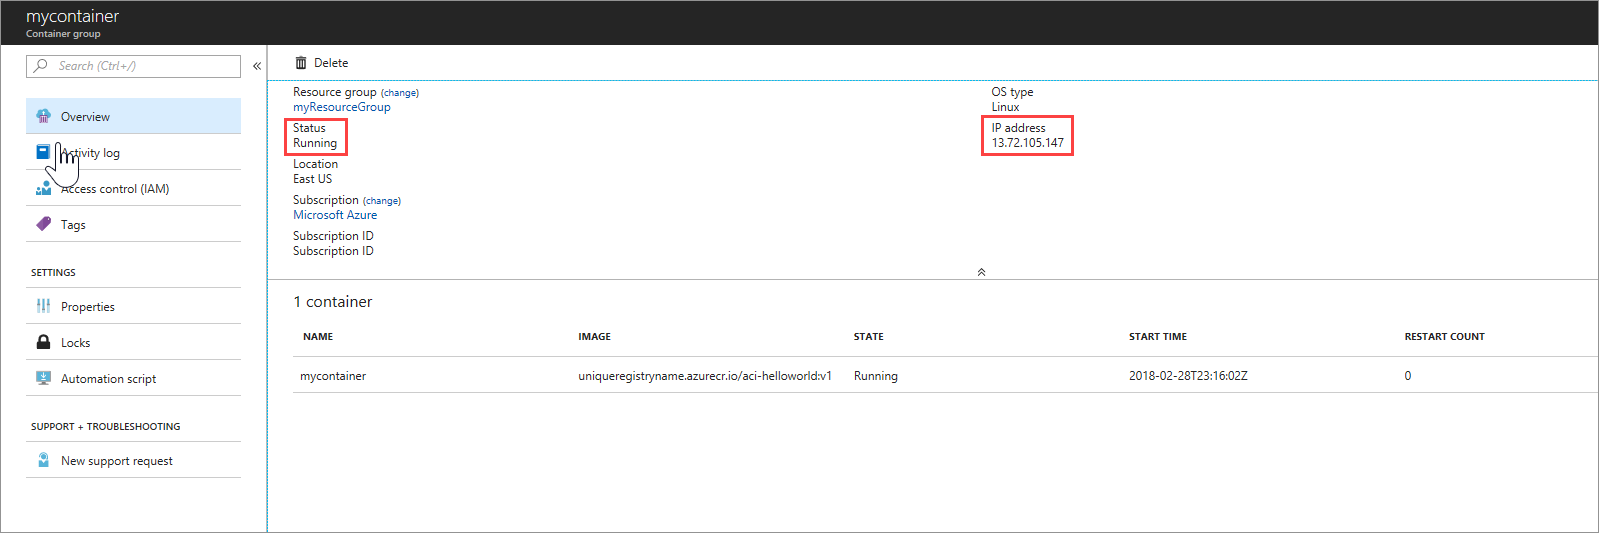 mycontainer
Container group
Search (Ctrl+/)
«
Delete
Overview
Activity log
Access control (IAM)
Tags
SETTINGS
Properties
Locks
Automation script
SUPPORT + TROUBLESHOOTING
New support request
Resource group (change)
myResourceGroup
Status
Running
Location
East US
Subscription (change)
Microsoft Azure
Subscription ID
Subscription ID
OS type
Linux
IP address
13.72.105.147
1 container
NAME IMAGE STATE START TIME RESTART COUNT
mycontainer uniqueregistryname.azurecr.io/aci-helloworld:v1 Running 2018-02-28T23:16:02Z 0